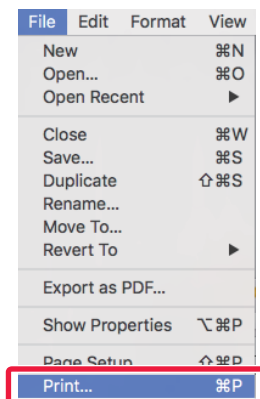 File Edit Format View
New ⌘N
Open... ⌘O
Open Recent ▶
Close ⌘W
Save... ⌘S
Duplicate ⇧⌘S
Rename...
Move To...
Revert To ▶
Export as PDF...
Show Properties ⌥⌘P
Page Setup ⇧⌘P
Print... ⌘P